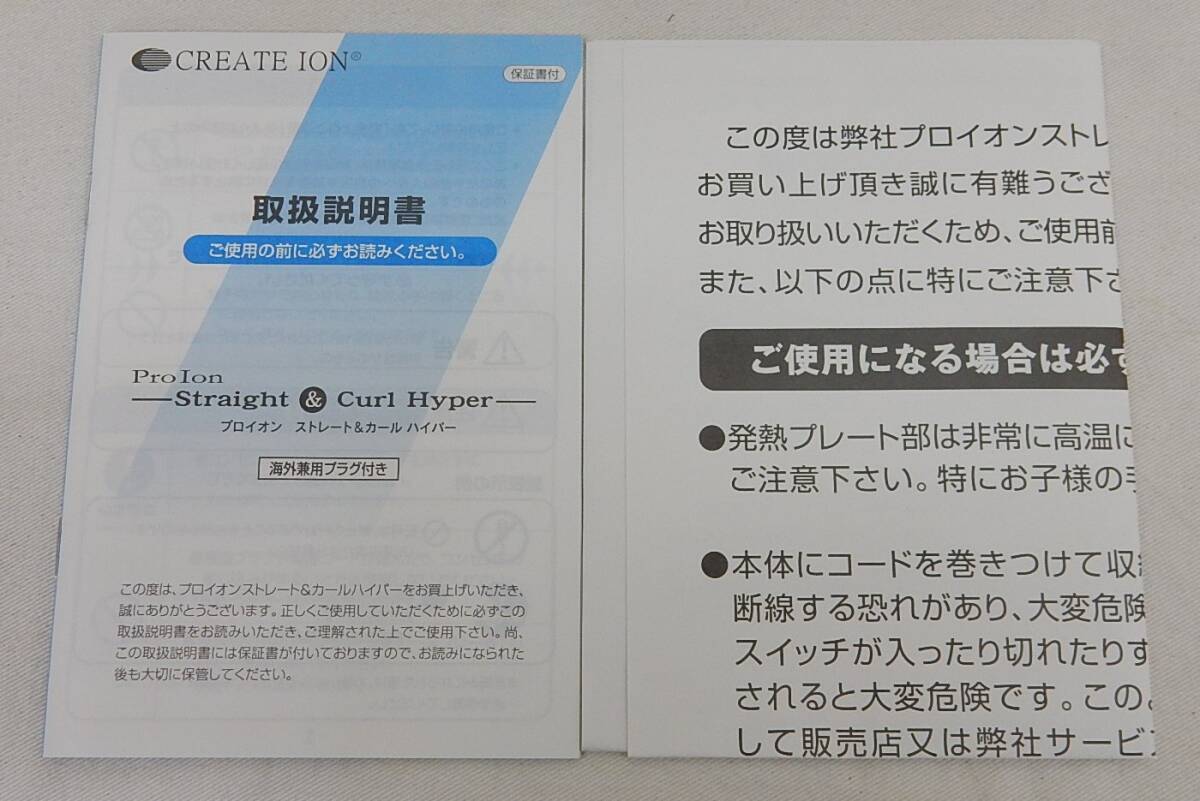 CREATE ION®
保証書付
取扱説明書
ご使用の前に必ずお読みください。
Pro Ion
Straight & Curl Hyper
プロイオン ストレート&カール ハイパー
海外兼用プラグ付き
この度は、プロイオンストレート&カールハイパーをお買上げいただき、
誠にありがとうございます。正しくご使用していただくために必ずこの
取扱説明書をお読みいただき、ご理解された上でご使用下さい。尚、
この取扱説明書には保証書が付いておりますので、お読みになられた
後も大切に保管してください。
この度は弊社プロイオンストレ
お買い上げ頂き誠に有難うござ
お取り扱いいただくため、ご使用前
また、以下の点に特にご注意下さ
ご使用になる場合は必ず
●発熱プレート部は非常に高温に
ご注意下さい。特にお子様の手
●本体にコードを巻きつけて収
断線する恐れがあり、大変危険
スイッチが入ったり切れたりす
されると大変危険です。この
して販売店又は弊社サービ